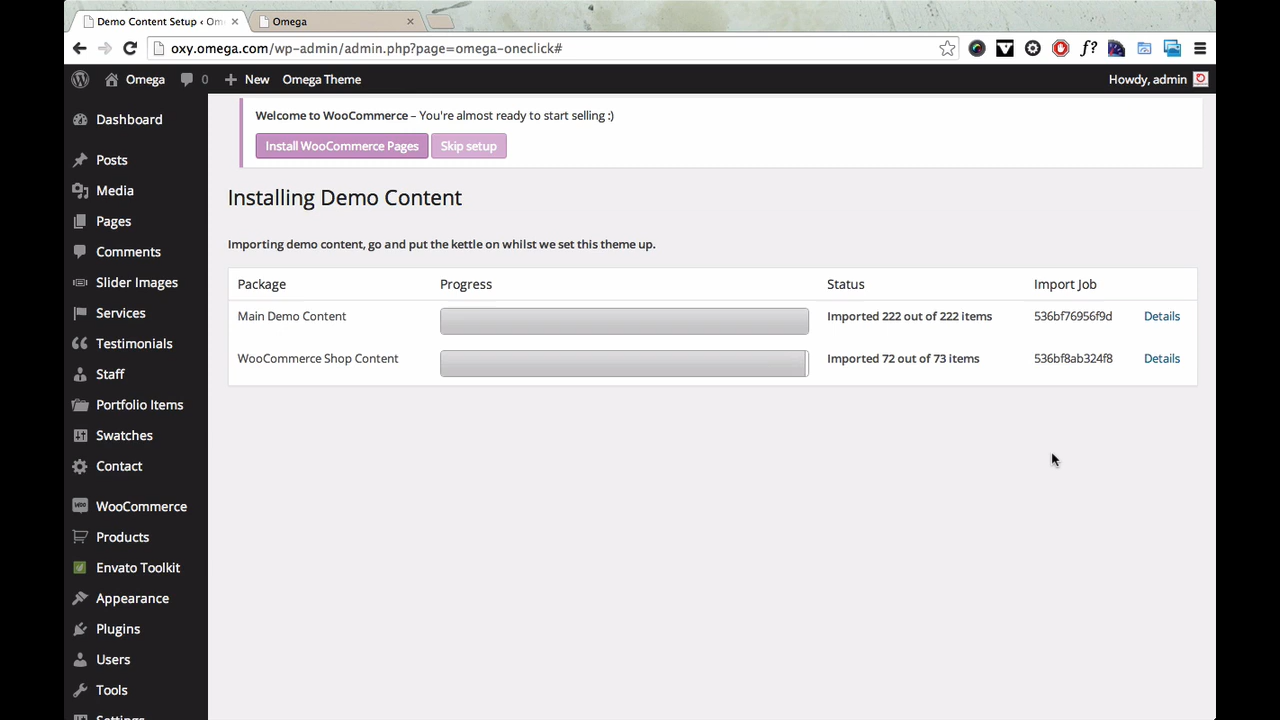 Demo Content Setup ‹ Om
Omega
oxy.omega.com/wp-admin/admin.php?page=omega-oneclick#
f?
Omega 0 New Omega Theme Howdy, admin
Dashboard
Posts
Media
Pages
Comments
Slider Images
Services
Testimonials
Staff
Portfolio Items
Swatches
Contact
WooCommerce
Products
Envato Toolkit
Appearance
Plugins
Users
Tools
Settings
Welcome to WooCommerce – You're almost ready to start selling :)
Install WooCommerce Pages Skip setup
Installing Demo Content
Importing demo content, go and put the kettle on whilst we set this theme up.
Package Progress Status Import Job
Main Demo Content Imported 222 out of 222 items 536bf76956f9d Details
WooCommerce Shop Content Imported 72 out of 73 items 536bf8ab324f8 Details